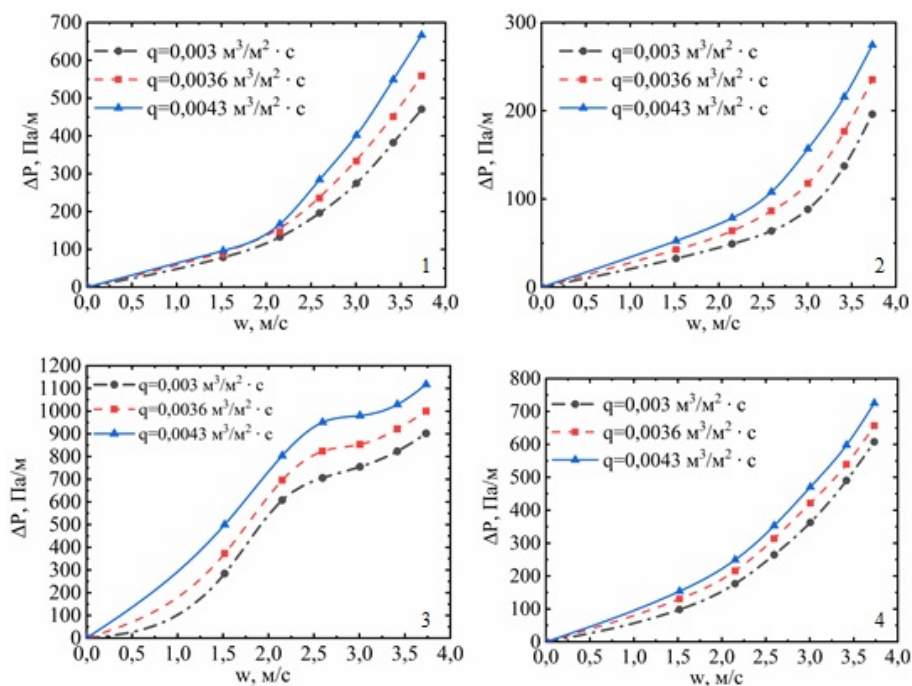 700
600
500
400
300
200
100
0
ΔP, Па/м
q=0,003 м³/м² · с
q=0,0036 м³/м² · с
q=0,0043 м³/м² · с
1
0,0 0,5 1,0 1,5 2,0 2,5 3,0 3,5 4,0
w, м/с
300
200
100
0
ΔP, Па/м
q=0,003 м³/м² · с
q=0,0036 м³/м² · с
q=0,0043 м³/м² · с
2
0,0 0,5 1,0 1,5 2,0 2,5 3,0 3,5 4,0
w, м/с
1200
1100
1000
900
800
700
600
500
400
300
200
100
0
ΔP, Па/м
q=0,003 м³/м² · с
q=0,0036 м³/м² · с
q=0,0043 м³/м² · с
3
0,0 0,5 1,0 1,5 2,0 2,5 3,0 3,5 4,0
w, м/с
800
700
600
500
400
300
200
100
0
ΔP, Па/м
q=0,003 м³/м² · с
q=0,0036 м³/м² · с
q=0,0043 м³/м² · с
4
0,0 0,5 1,0 1,5 2,0 2,5 3,0 3,5 4,0
w, м/с